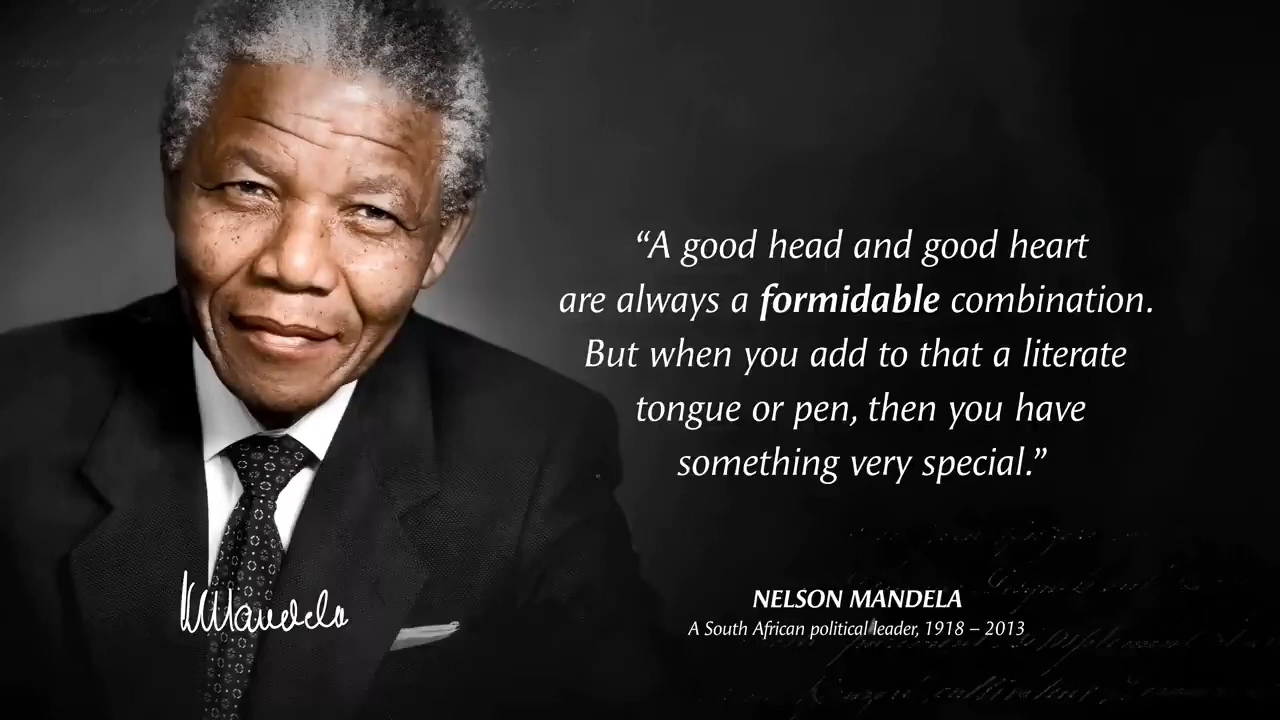 “A good head and good heart
are always a formidable combination.
But when you add to that a literate
tongue or pen, then you have
something very special.”
NELSON MANDELA
A South African political leader, 1918 – 2013
Mandela